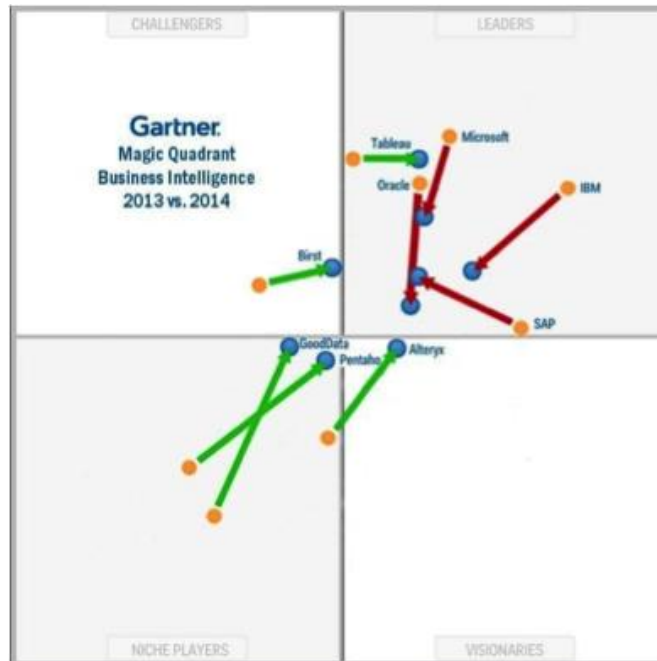 CHALLENGERS
LEADERS
Gartner.
Magic Quadrant
Business Intelligence
2013 vs. 2014
Tableau
Microsoft
Oracle
IBM
Birst
SAP
GoodData
Pentaho
Alteryx
NICHE PLAYERS
VISIONARIES